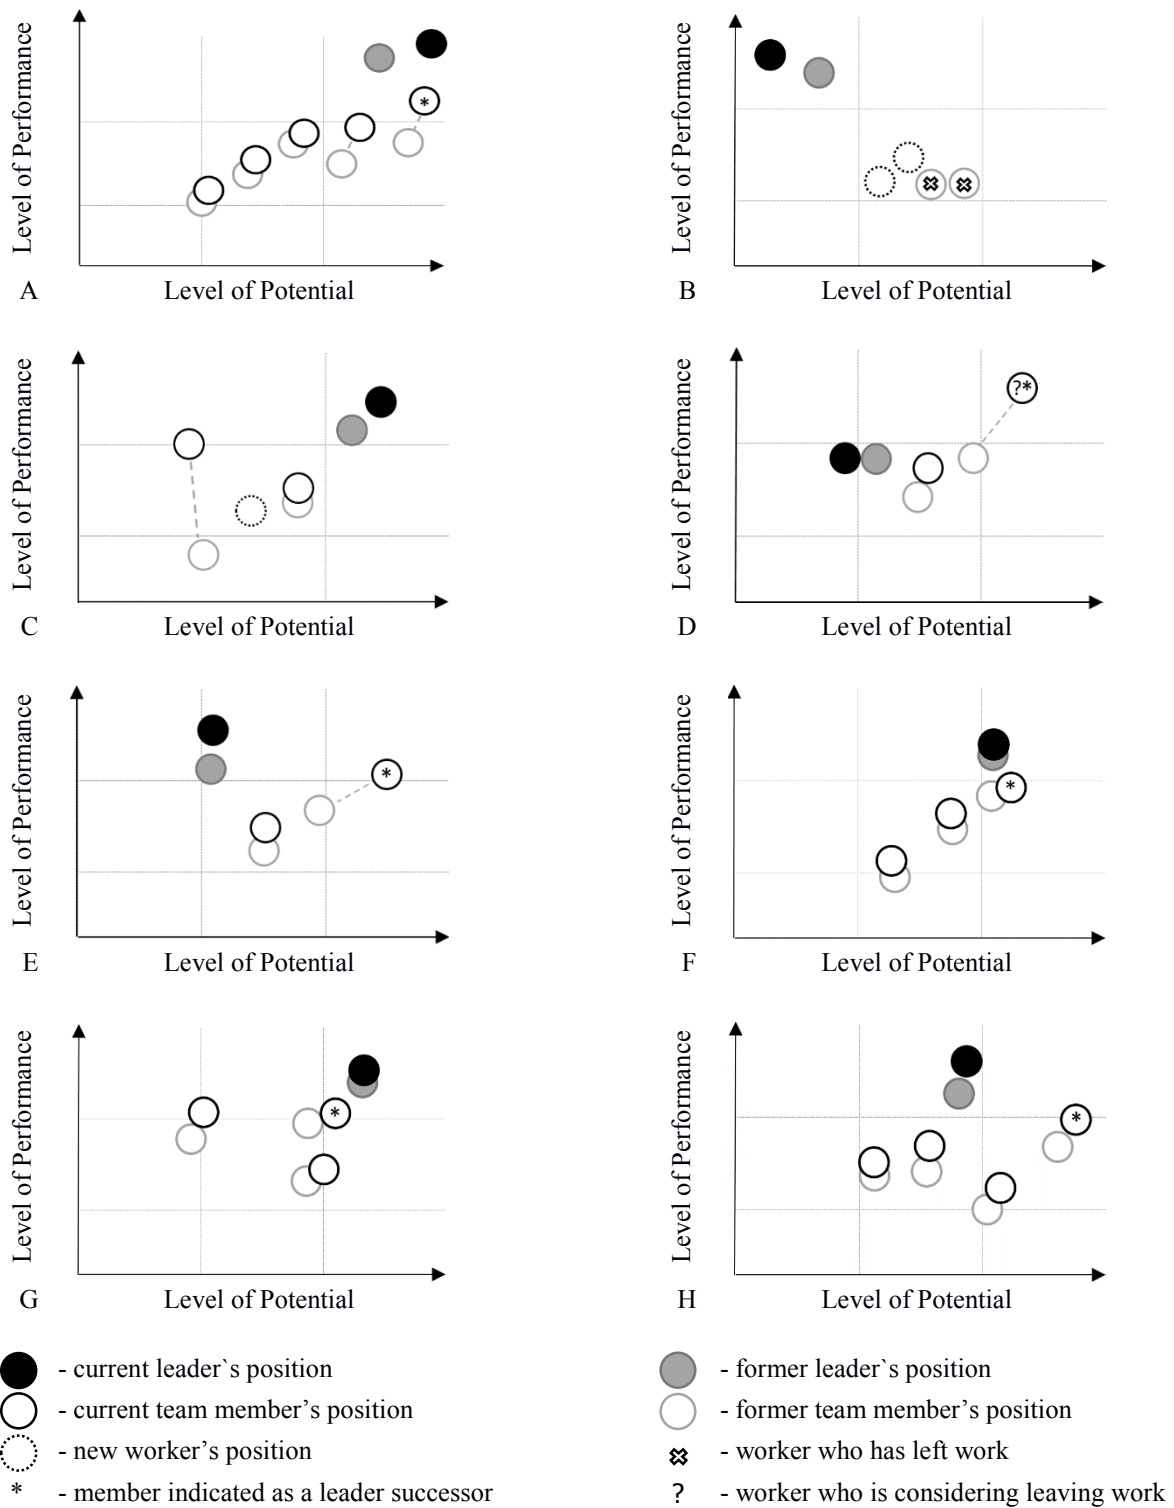 Level of Performance
Level of Performance
*
A
Level of Potential
B
Level of Potential
Level of Performance
Level of Performance
?*
C
Level of Potential
D
Level of Potential
Level of Performance
Level of Performance
*
*
E
Level of Potential
F
Level of Potential
Level of Performance
Level of Performance
*
*
G
Level of Potential
H
Level of Potential
- current leader`s position
- former leader`s position
- current team member’s position
- former team member’s position
- new worker’s position
- worker who has left work
* - member indicated as a leader successor
? - worker who is considering leaving work